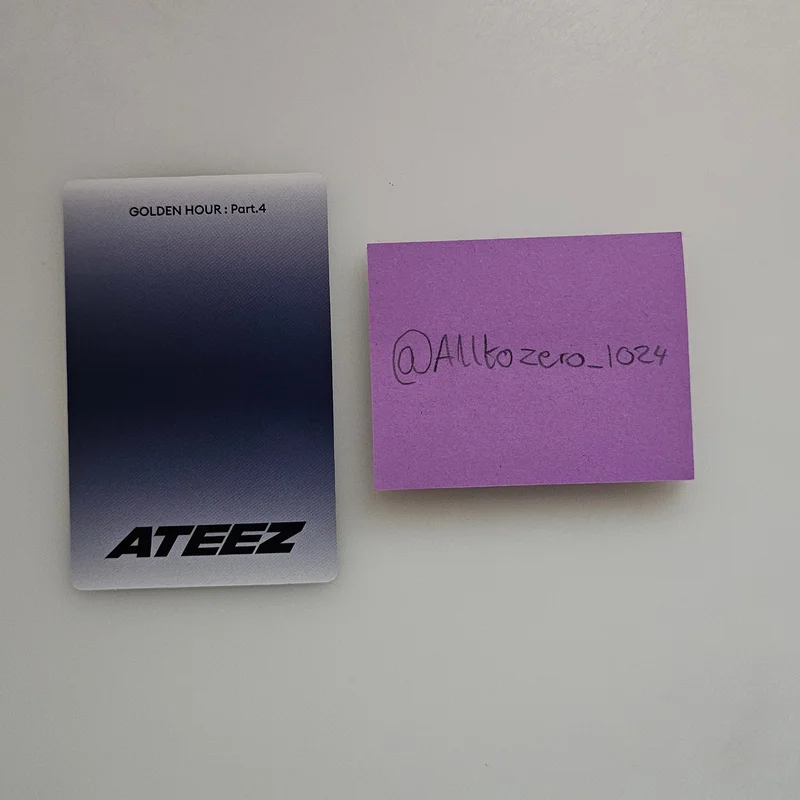 GOLDEN HOUR : Part.4
ATEEZ
@Alltozero_1024